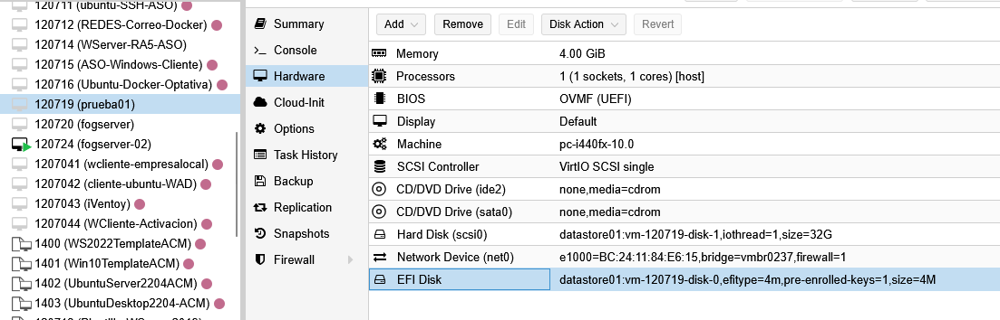 120711 (ubuntu-SSH-ASO)
120712 (REDES-Correo-Docker)
120714 (WServer-RA5-ASO)
120715 (ASO-Windows-Cliente)
120716 (Ubuntu-Docker-Optativa)
120719 (prueba01)
120720 (fogserver)
120724 (fogserver-02)
1207041 (wcliente-empresalocal)
1207042 (cliente-ubuntu-WAD)
1207043 (iVentoy)
1207044 (WCliente-Activacion)
1400 (WS2022TemplateACM)
1401 (Win10TemplateACM)
1402 (UbuntuServer2204ACM)
1403 (UbuntuDesktop2204-ACM)
Summary
Console
Hardware
Cloud-Init
Options
Task History
Backup
Replication
Snapshots
Firewall
Add Remove Edit Disk Action Revert
Memory 4.00 GiB
Processors 1 (1 sockets, 1 cores) [host]
BIOS OVMF (UEFI)
Display Default
Machine pc-i440fx-10.0
SCSI Controller VirtIO SCSI single
CD/DVD Drive (ide2) none,media=cdrom
CD/DVD Drive (sata0) none,media=cdrom
Hard Disk (scsi0) datastore01:vm-120719-disk-1,iothread=1,size=32G
Network Device (net0) e1000=BC:24:11:84:E6:15,bridge=vmbr0237,firewall=1
EFI Disk datastore01:vm-120719-disk-0,efitype=4m,pre-enrolled-keys=1,size=4M